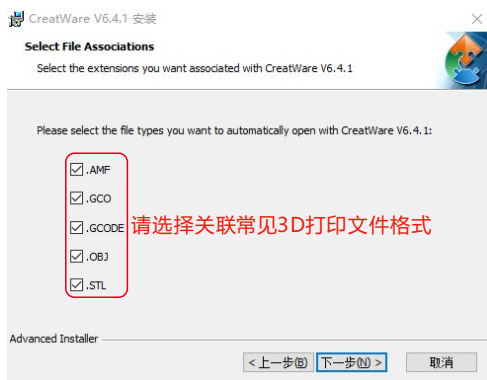 CreatWare V6.4.1 安装
Select File Associations
Select the extensions you want associated with CreatWare V6.4.1
Please select the file types you want to automatically open with CreatWare V6.4.1:
.AMF
.GCO
.GCODE
请选择关联常见3D打印文件格式
.OBJ
.STL
Advanced Installer
< 上一步(B) 下一步(N) > 取消